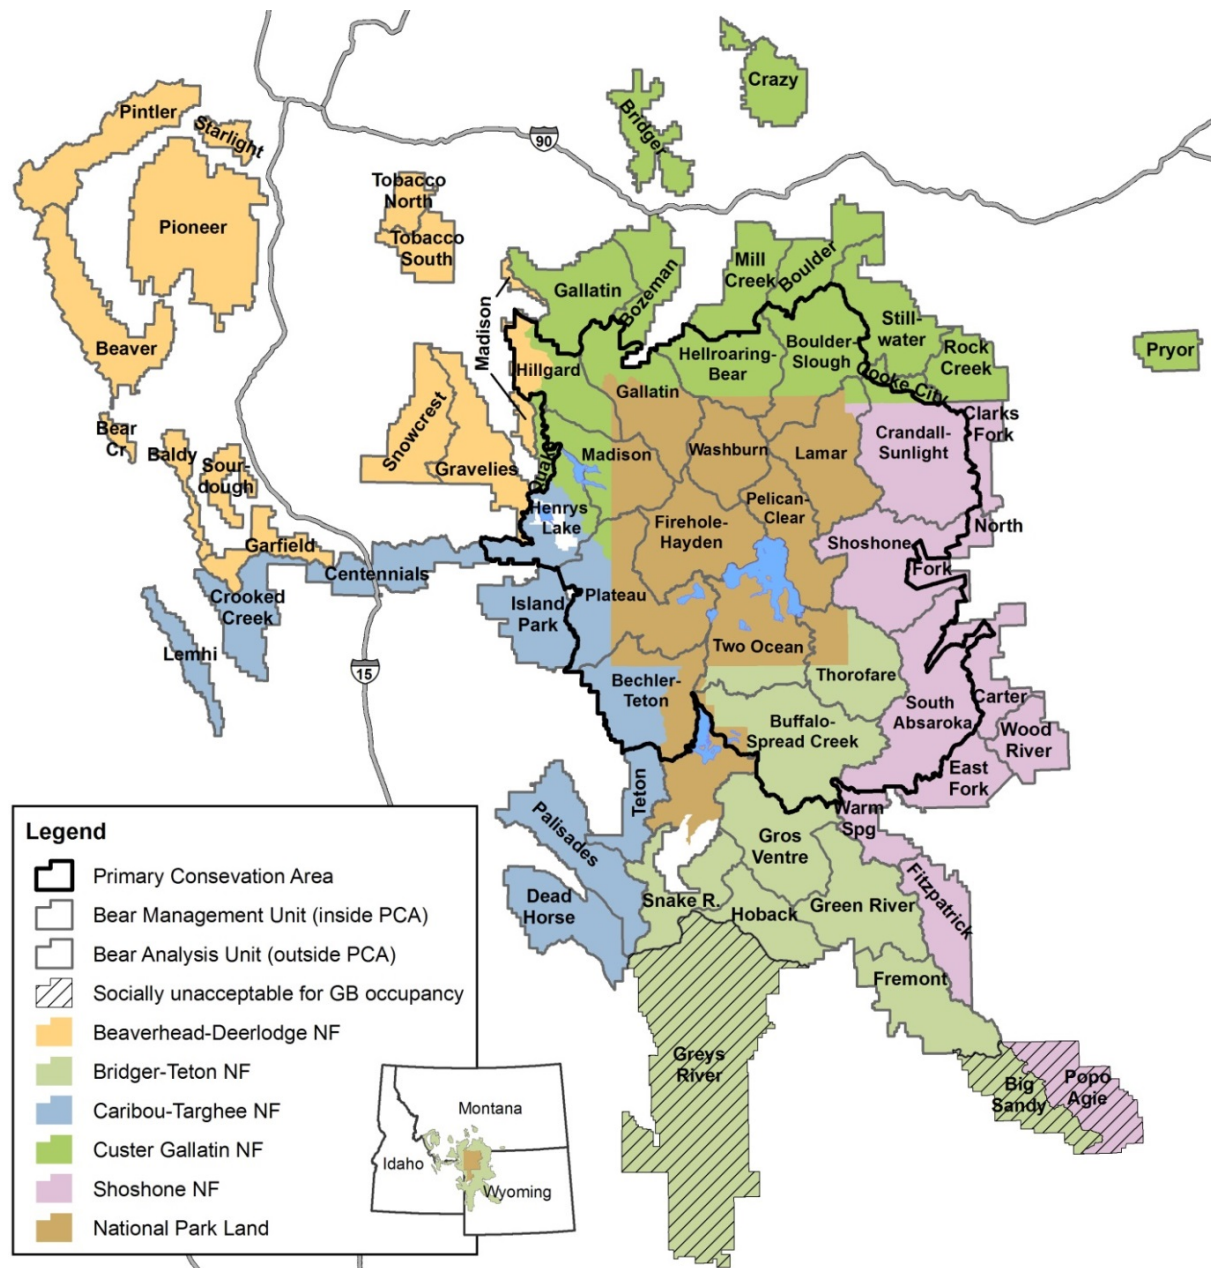 Crazy
Pintler
Starlight
Bridger
90
Tobacco
North
Pioneer
Tobacco
South
Mill
Creek
Boulder
Gallatin
Bozeman
Madison
Still-
water
Beaver
Hellroaring-
Bear
Boulder-
Slough
Rock
Creek
Pryor
Hillgard
Gallatin
Cooke City
Clarks
Fork
Bear
Cr
Baldy
Sour-
dough
Snowcrest
Gravelies
Quake
Madison
Washburn
Lamar
Crandall-
Sunlight
Henrys
Lake
Pelican-
Clear
Firehole-
Hayden
North
Fork
Shoshone
Garfield
Centennials
Crooked
Creek
Island
Park
Plateau
Lemhi
15
Two Ocean
Bechler-
Teton
Thorofare
South
Absaroka
Carter
Wood
River
Buffalo-
Spread Creek
East
Fork
Teton
Palisades
Warm
Spg
Gros
Ventre
Dead
Horse
Snake R.
Hoback
Green River
Fitzpatrick
Fremont
Greys
River
Big
Sandy
Popo
Agie
Legend
Primary Consevation Area
Bear Management Unit (inside PCA)
Bear Analysis Unit (outside PCA)
Socially unacceptable for GB occupancy
Beaverhead-Deerlodge NF
Bridger-Teton NF
Caribou-Targhee NF
Custer Gallatin NF
Shoshone NF
National Park Land
Montana
Idaho
Wyoming